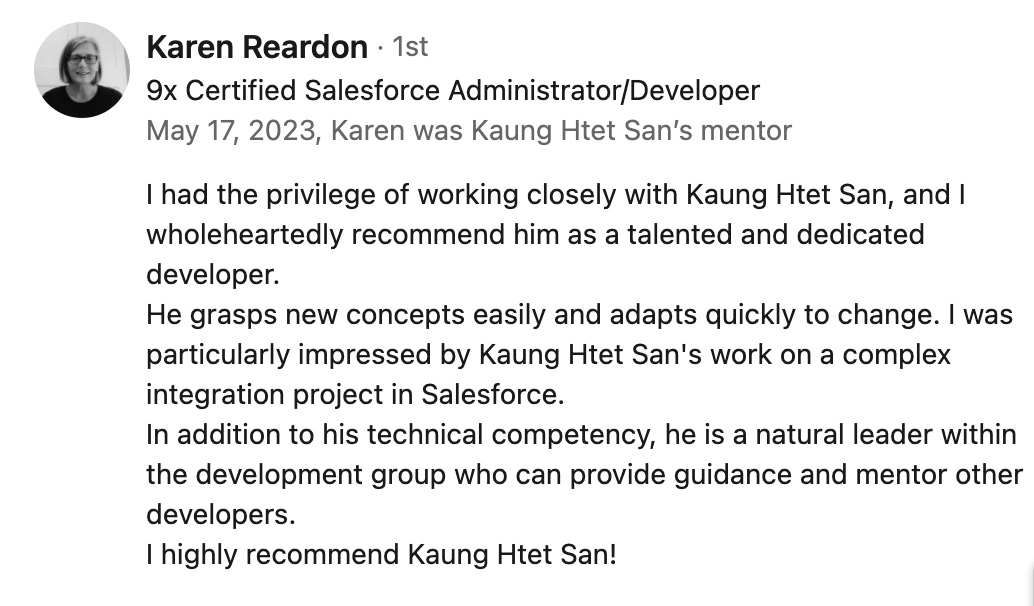 Karen Reardon · 1st
9x Certified Salesforce Administrator/Developer
May 17, 2023, Karen was Kaung Htet San’s mentor
I had the privilege of working closely with Kaung Htet San, and I
wholeheartedly recommend him as a talented and dedicated
developer.
He grasps new concepts easily and adapts quickly to change. I was
particularly impressed by Kaung Htet San's work on a complex
integration project in Salesforce.
In addition to his technical competency, he is a natural leader within
the development group who can provide guidance and mentor other
developers.
I highly recommend Kaung Htet San!